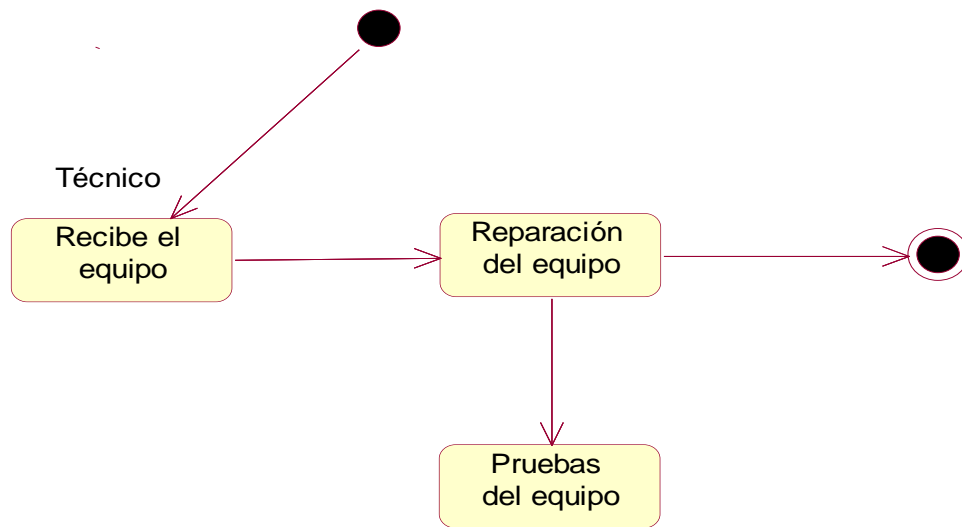 Técnico
Recibe el
equipo
Reparación
del equipo
Pruebas
del equipo